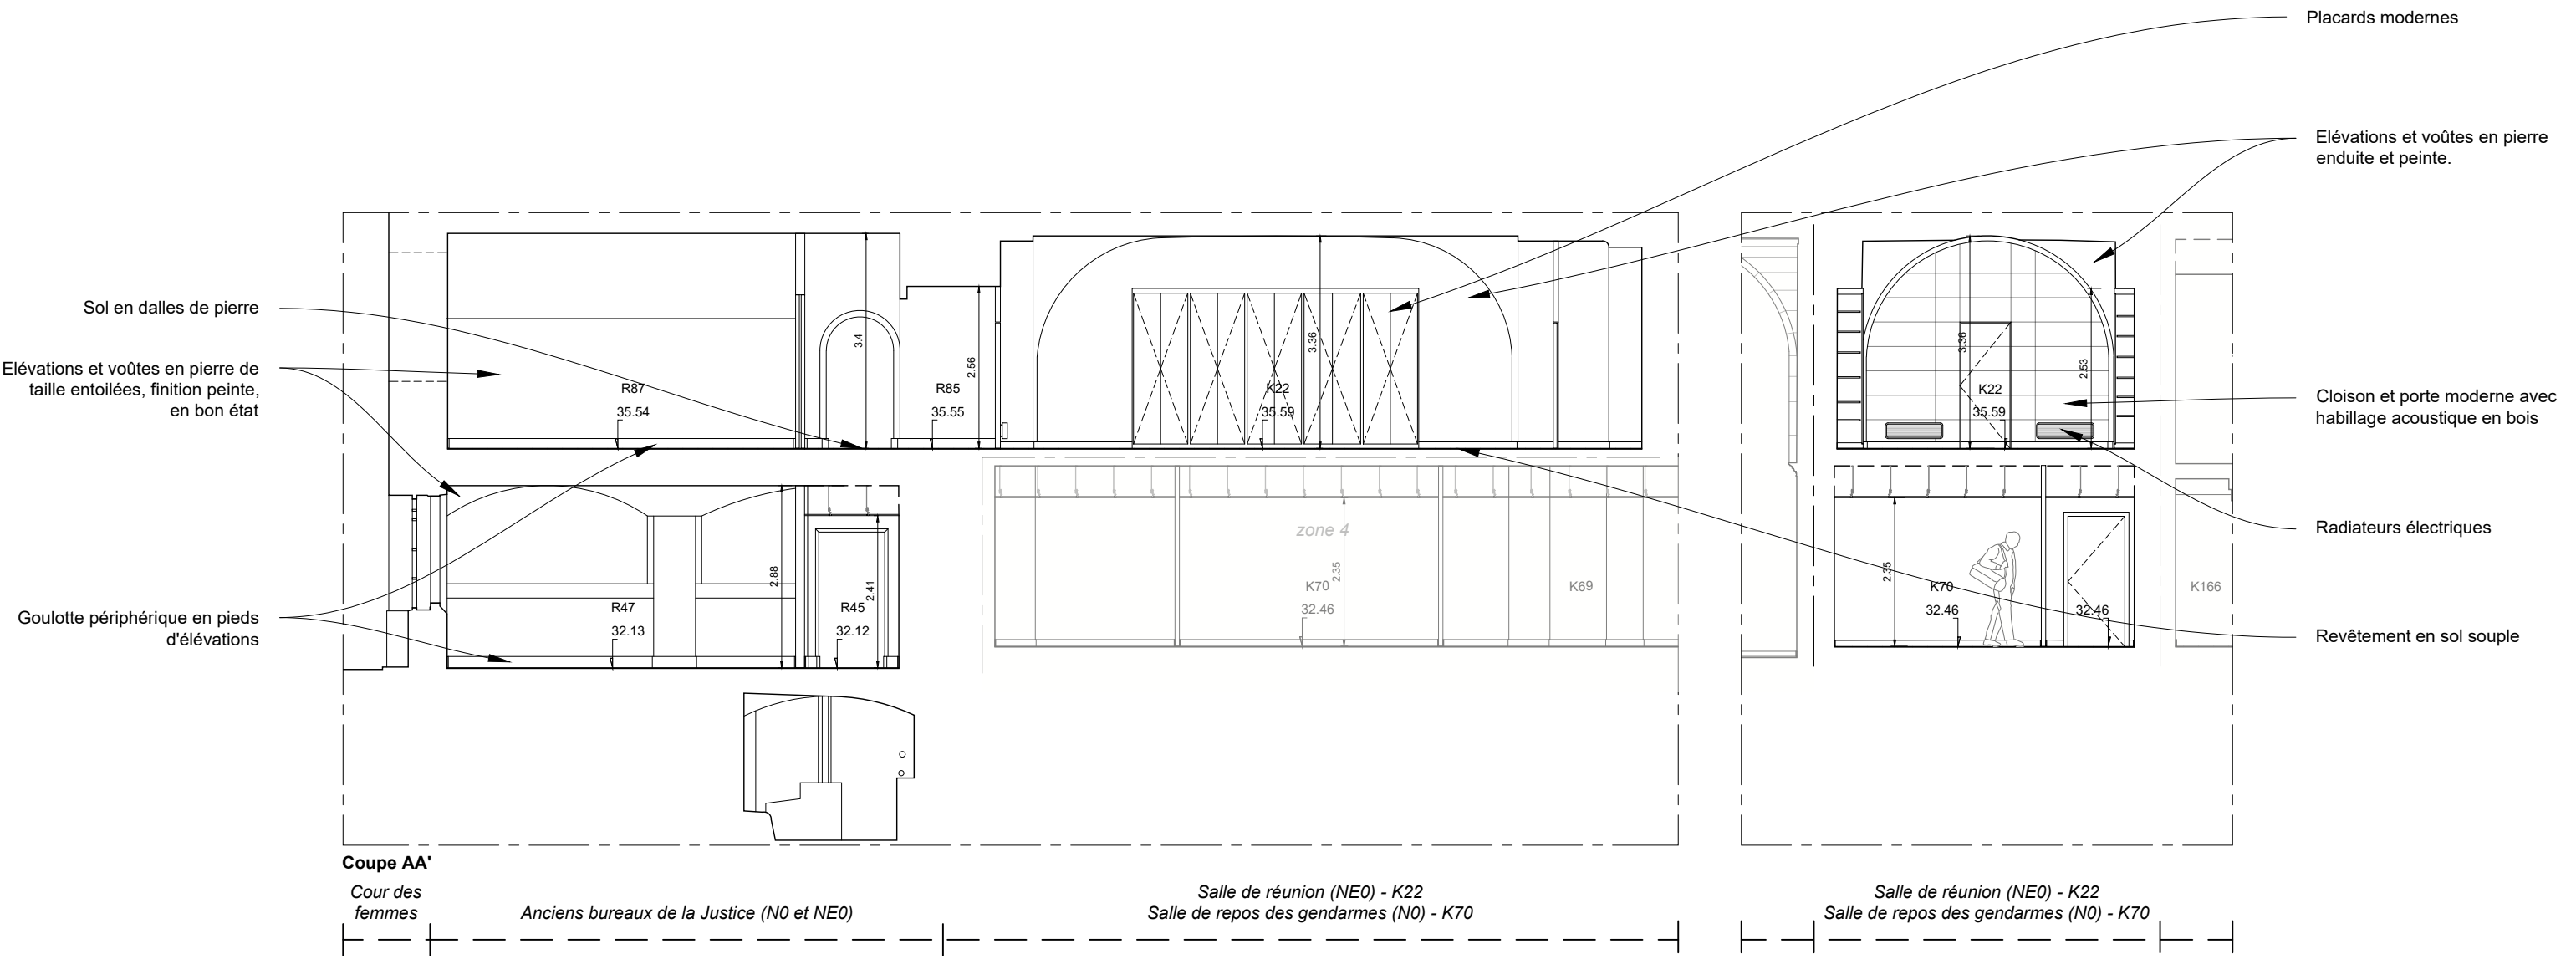 Placards modernes
Elévations et voûtes en pierre
enduite et peinte.
Sol en dalles de pierre
Elévations et voûtes en pierre de
taille entoilées, finition peinte,
en bon état
Goulotte périphérique en pieds
d'élévations
R87
35.54
3.4
R85
35.55
2.56
K22
35.59
3.36
R47
32.13
2.88
R45
32.12
2.41
zone 4
K70
32.46
2.35
K69
3.36
K22
35.59
2.53
2.35
K70
32.46
32.46
K166
Cloison et porte moderne avec
habillage acoustique en bois
Radiateurs électriques
Revêtement en sol souple
Coupe AA'
Cour des
femmes
Anciens bureaux de la Justice (N0 et NE0)
Salle de réunion (NE0) - K22
Salle de repos des gendarmes (N0) - K70
Salle de réunion (NE0) - K22
Salle de repos des gendarmes (N0) - K70